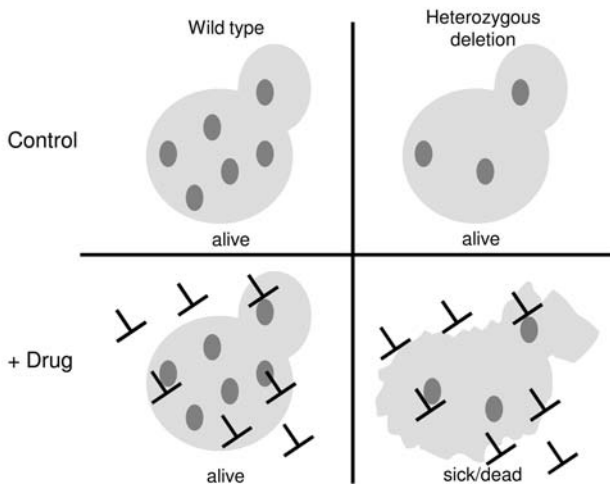 Wild type
Heterozygous
deletion
Control
alive
alive
+ Drug
alive
sick/dead